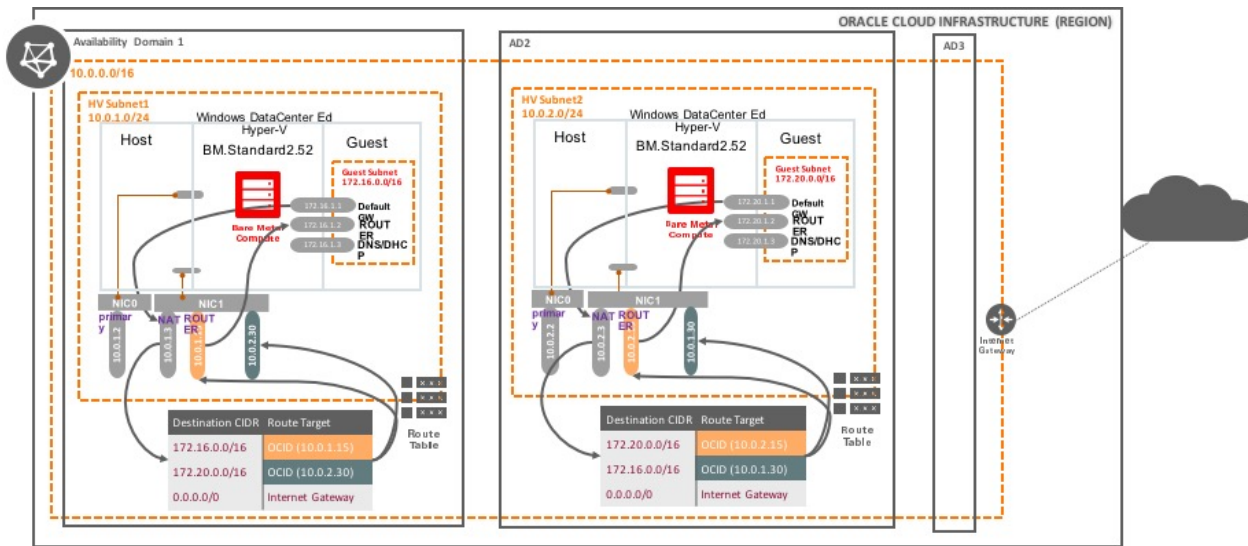 ORACLE CLOUD INFRASTRUCTURE (REGION)
Availability Domain 1
10.0.0.0/16
HV Subnet1
10.0.1.0/24
Windows DataCenter Ed
Hyper-V
BM.Standard2.52
Host
Guest
Guest Subnet
172.16.0.0/16
172.16.1.1
Default
GW
172.16.1.2
ROUT
ER
172.16.1.3
DNS/DHC
P
Bare Metel
Compute
NIC0
NIC1
primar
y
NAT
ROUT
ER
10.0.1.2
10.0.1.3
10.0.2.30
Destination CIDR
Route Target
172.16.0.0/16
OCID (10.0.1.15)
172.20.0.0/16
OCID (10.0.2.30)
0.0.0.0/0
Internet Gateway
Route
Table
AD2
HV Subnet2
10.0.2.0/24
Windows DataCenter Ed
Hyper-V
BM.Standard2.52
Host
Guest
Guest Subnet
172.20.0.0/16
172.20.1.1
Default
GW
172.20.1.2
ROUT
ER
172.20.1.3
DNS/DHC
P
Bare Metel
Compute
NIC0
NIC1
primar
y
NAT
ROUT
ER
10.0.2.2
10.0.2.3
10.0.1.30
Destination CIDR
Route Target
172.20.0.0/16
OCID (10.0.2.15)
172.16.0.0/16
OCID (10.0.1.30)
0.0.0.0/0
Internet Gateway
Route
Table
AD3
Internet
Gateway